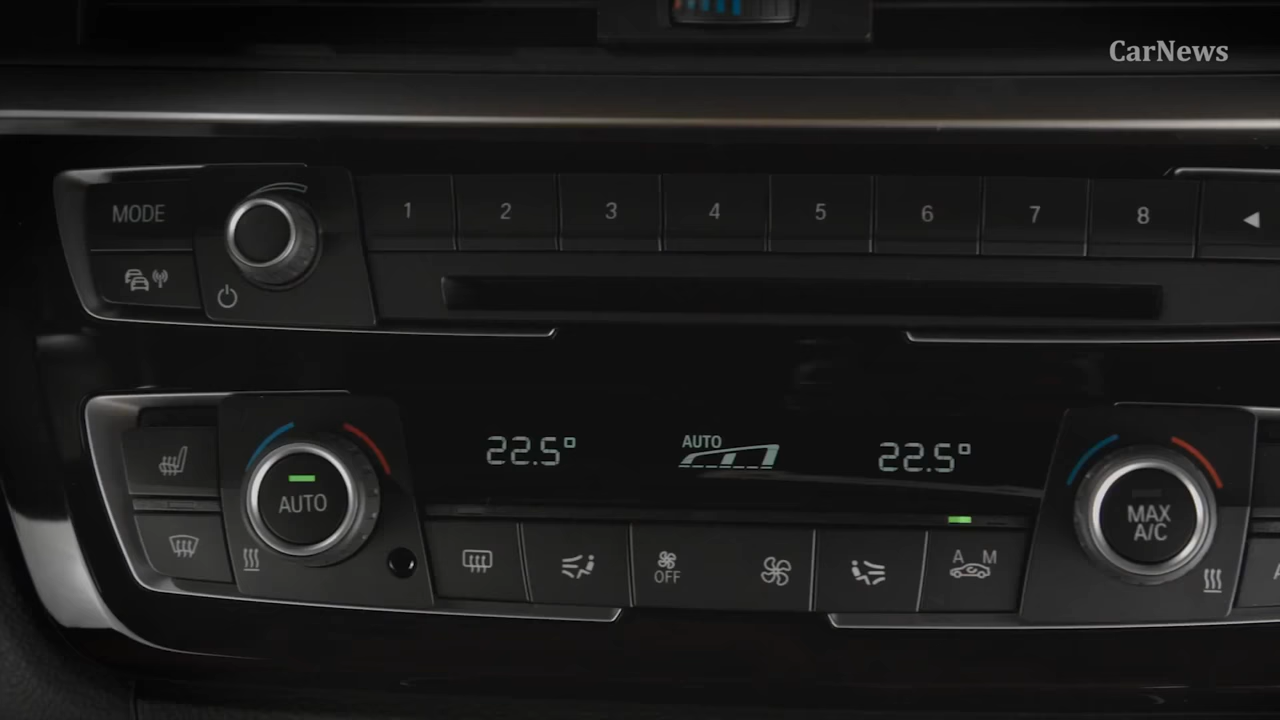 CarNews
MODE
1 2 3 4 5 6 7 8
22.5° AUTO 22.5°
AUTO
MAX
A/C
OFF
A M